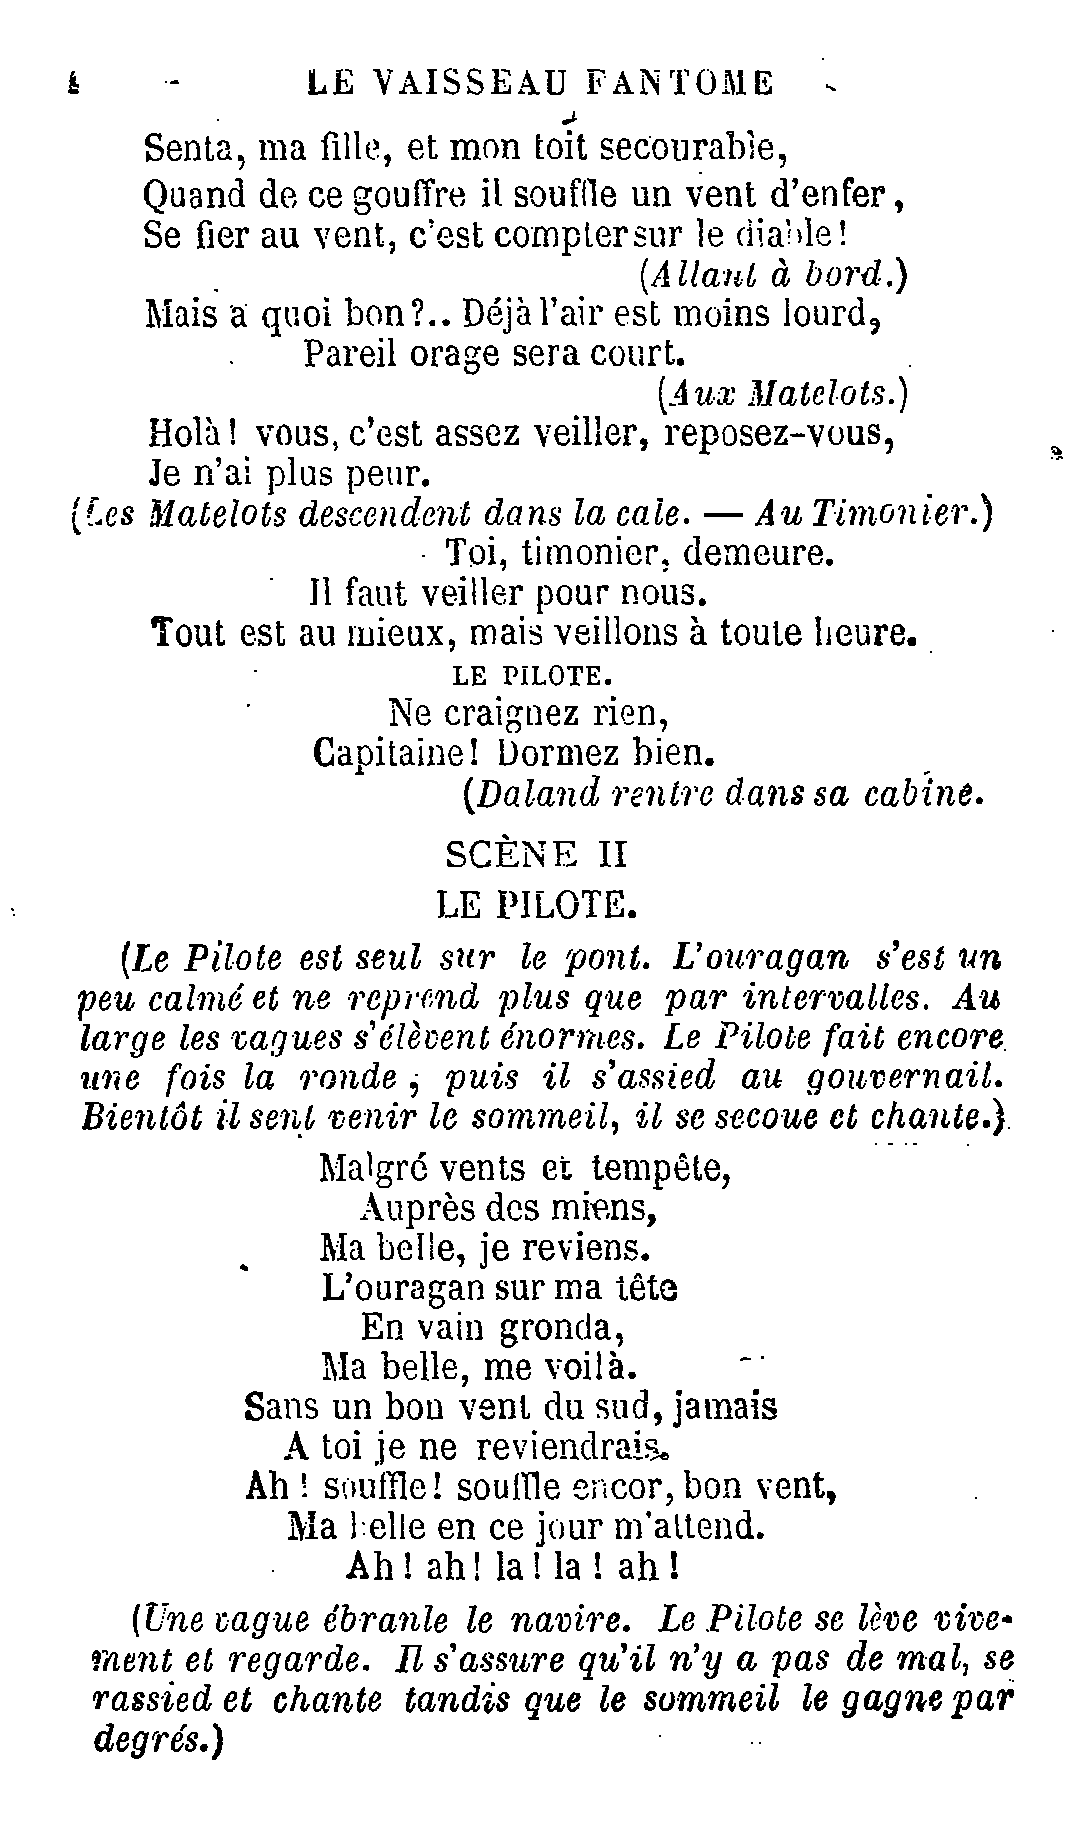 4 LE VAISSEAU FANTOME
Senta, ma fille, et mon toit secourable,
Quand de ce gouffre il souffle un vent d'enfer,
Se fier au vent, c'est compter sur le diable!
(Allant à bord.)
Mais à quoi bon?.. Déjà l'air est moins lourd,
Pareil orage sera court.
(Aux Matelots.)
Holà! vous, c'est assez veiller, reposez-vous,
Je n'ai plus peur.
(Les Matelots descendent dans la cale. — Au Timonier.)
Toi, timonier, demeure.
Il faut veiller pour nous.
Tout est au mieux, mais veillons à toute heure.
LE PILOTE.
Ne craignez rien,
Capitaine! Dormez bien.
(Daland rentre dans sa cabine.
SCÈNE II
LE PILOTE.
(Le Pilote est seul sur le pont. L'ouragan s'est un
peu calmé et ne reprend plus que par intervalles. Au
large les vagues s'élèvent énormes. Le Pilote fait encore
une fois la ronde, puis il s'assied au gouvernail.
Bientôt il sent venir le sommeil, il se secoue et chante.)
Malgré vents et tempête,
Auprès des miens,
Ma belle, je reviens.
L'ouragan sur ma tête
En vain gronda,
Ma belle, me voilà.
Sans un bon vent du sud, jamais
A toi je ne reviendrais.
Ah! souffle! souffle encor, bon vent,
Ma belle en ce jour m'attend.
Ah! ah! la! la! ah!
(Une vague ébranle le navire. Le Pilote se lève vive-
ment et regarde. Il s'assure qu'il n'y a pas de mal, se
rassied et chante tandis que le sommeil le gagne par
degrés.)